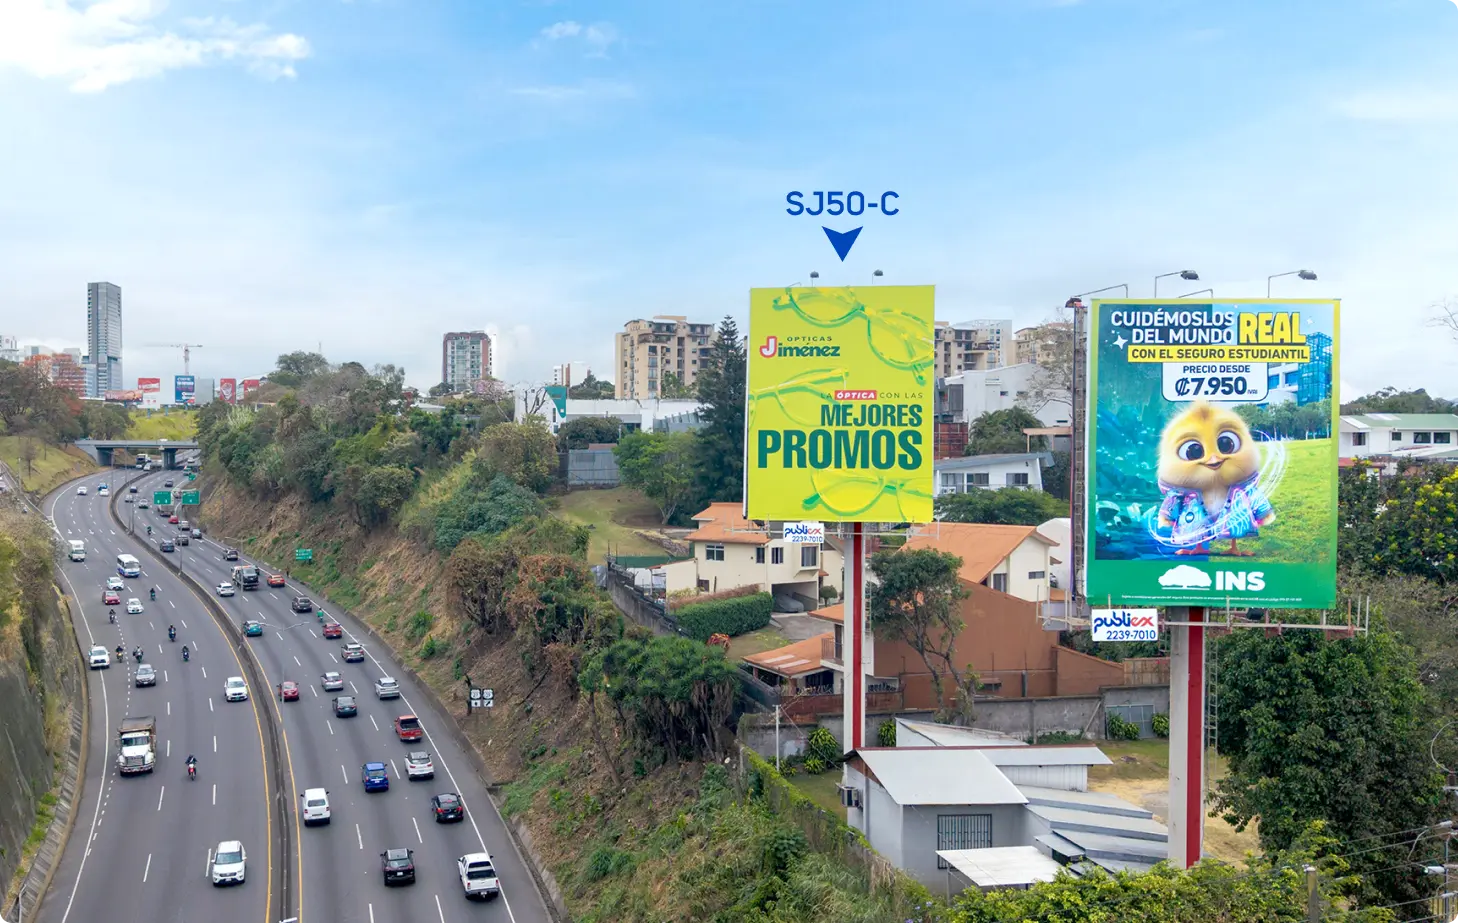 SJ50-C
OPTICAS
Jiménez
LA ÓPTICA CON LAS
MEJORES
PROMOS
publiex
2239-7010
CUIDÉMOSLOS
DEL MUNDO REAL
CON EL SEGURO ESTUDIANTIL
PRECIO DESDE
₡7.950
INS
publiex
2239-7010